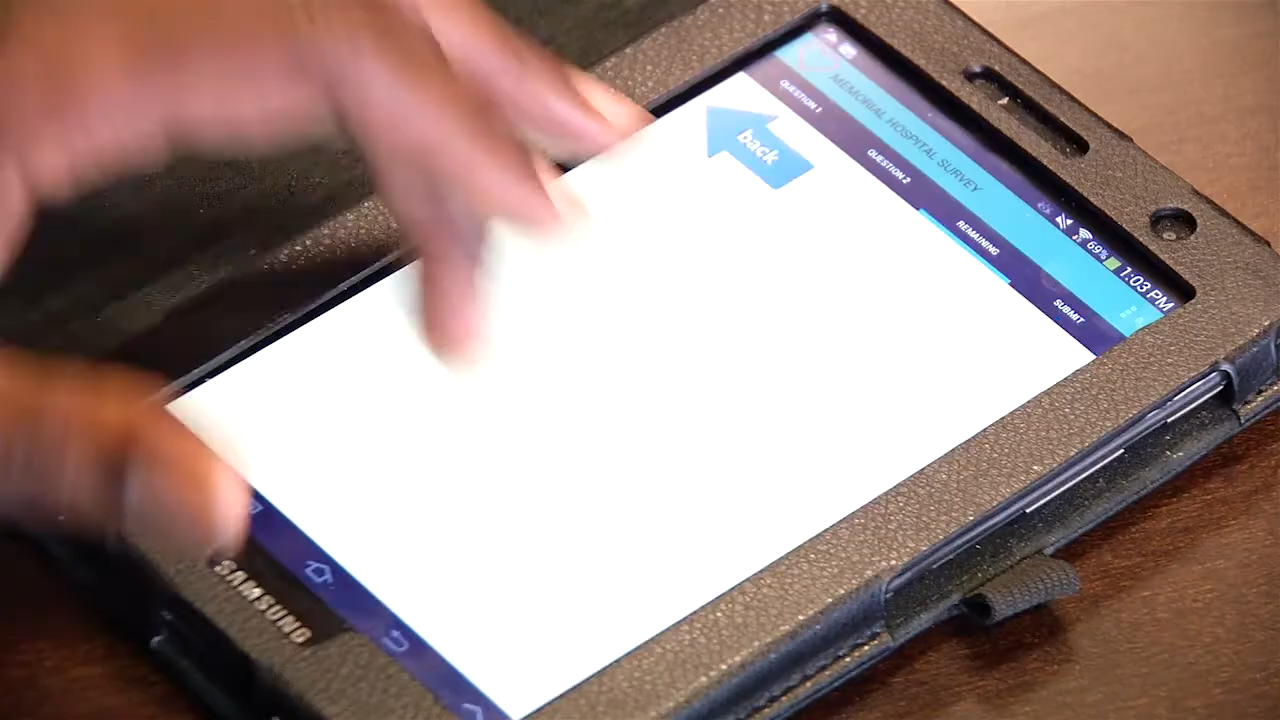 69% 1:03 PM
MEMORIAL HOSPITAL SURVEY
QUESTION 1
QUESTION 2
REMAINING
SUBMIT
back
SAMSUNG